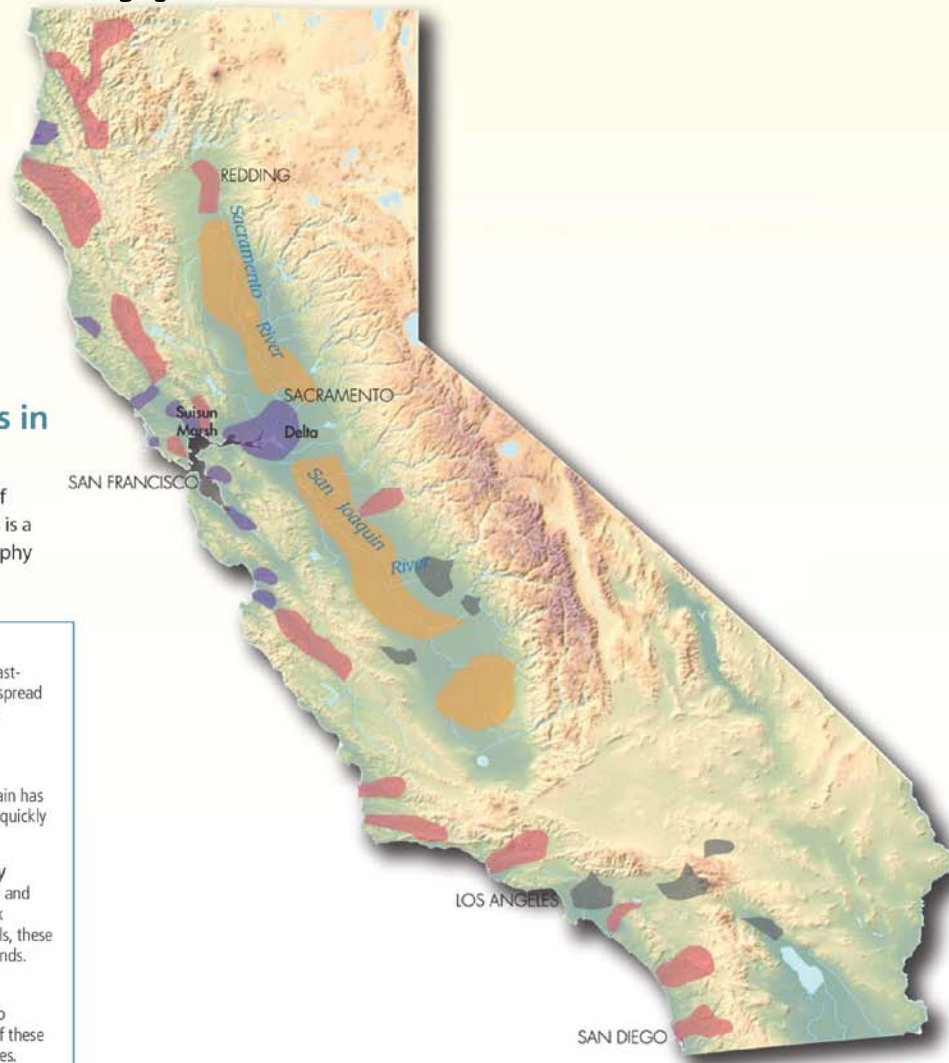 REDDING
Sacramento
River
SACRAMENTO
s in
Suisun
Marsh
Delta
SAN FRANCISCO
f
is a
phy
San
Joaquin
River
ast-
spread
ain has
quickly
y
and
x
ls, these
nds.
o
f these
es.
LOS ANGELES
SAN DIEGO